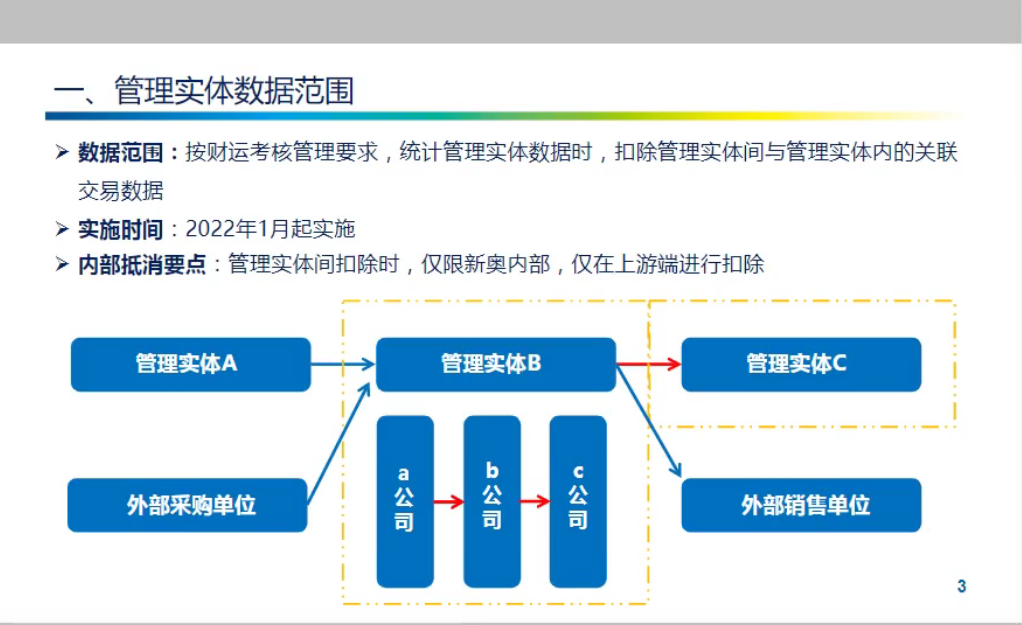 一、管理实体数据范围
数据范围：按财运考核管理要求，统计管理实体数据时，扣除管理实体间与管理实体内的关联
交易数据
实施时间：2022年1月起实施
内部抵消要点：管理实体间扣除时，仅限新奥内部，仅在上游端进行扣除
管理实体A
管理实体B
管理实体C
a公司
b公司
c公司
外部采购单位
外部销售单位
3